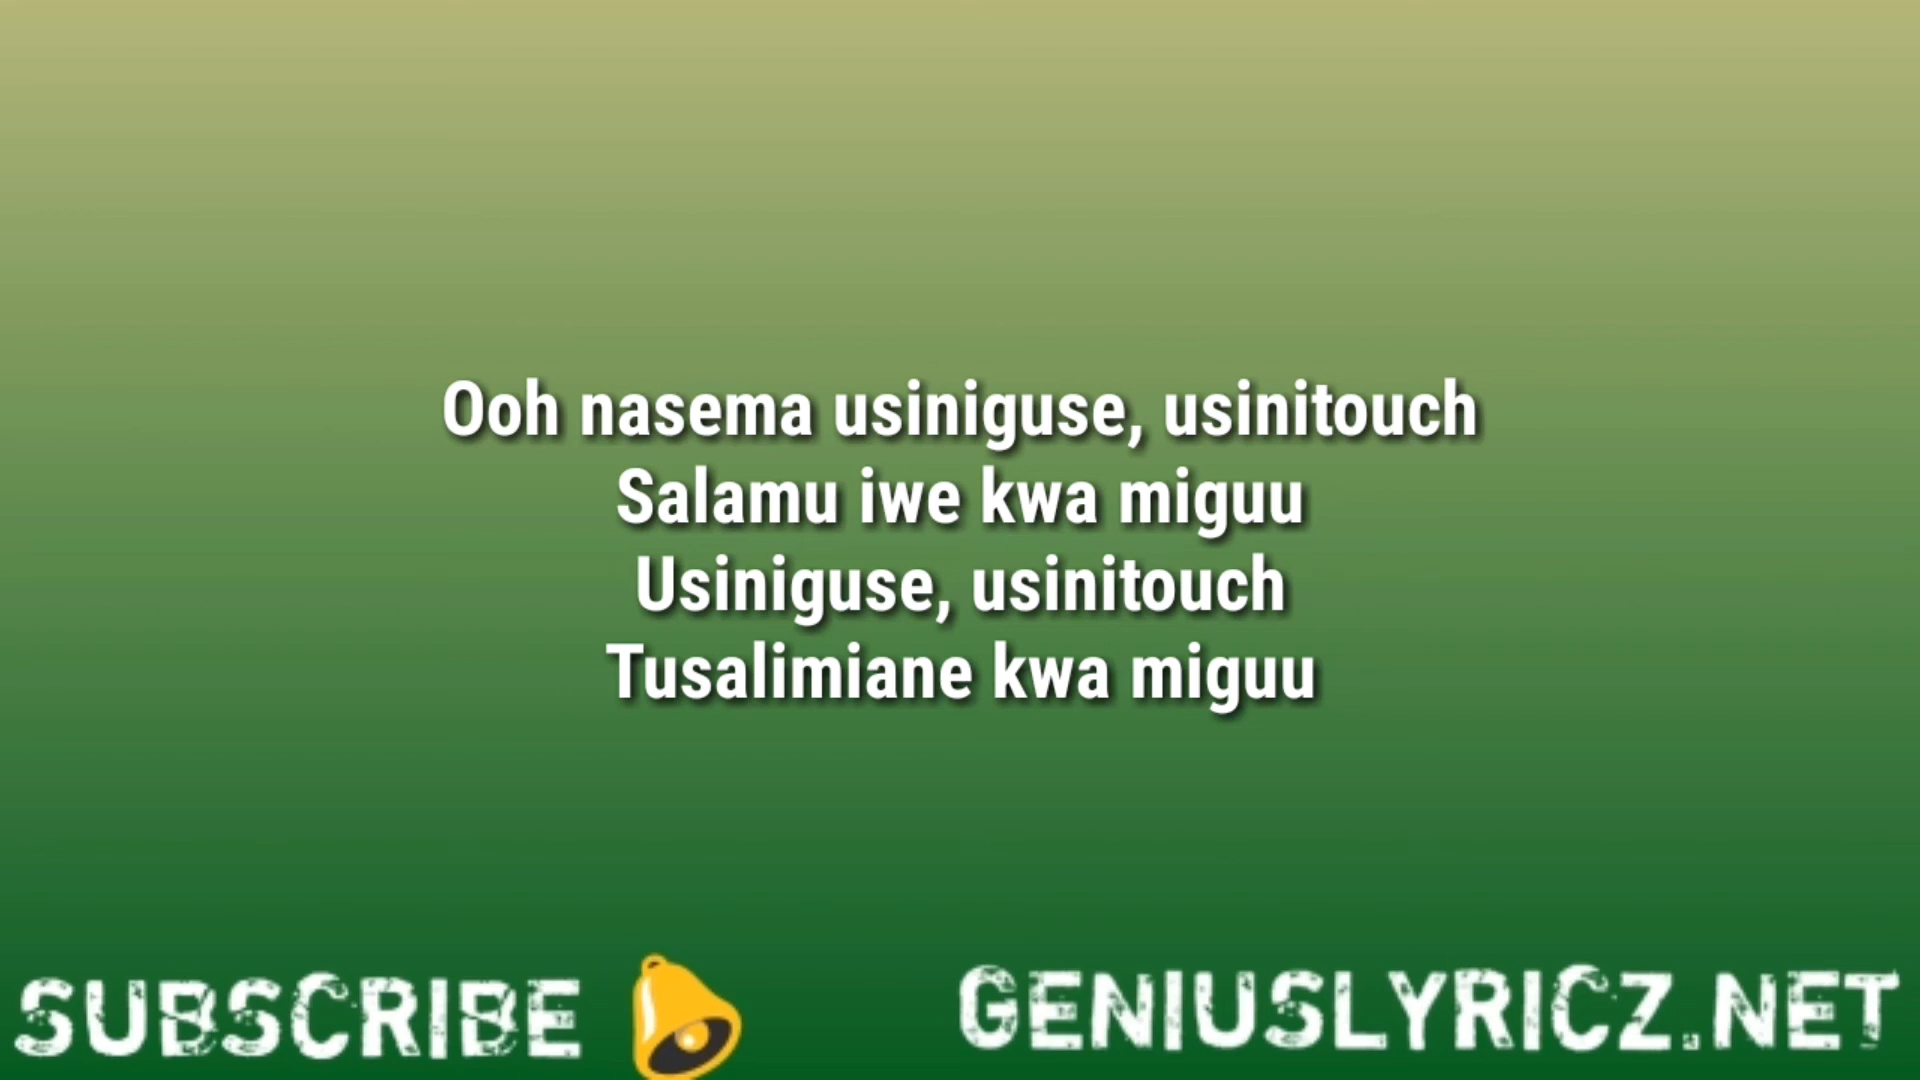 Ooh nasema usiniguse, usinitouch
Salamu iwe kwa miguu
Usiniguse, usinitouch
Tusalimiane kwa miguu
SUBSCRIBE
GENIUSLYRICZ.NET